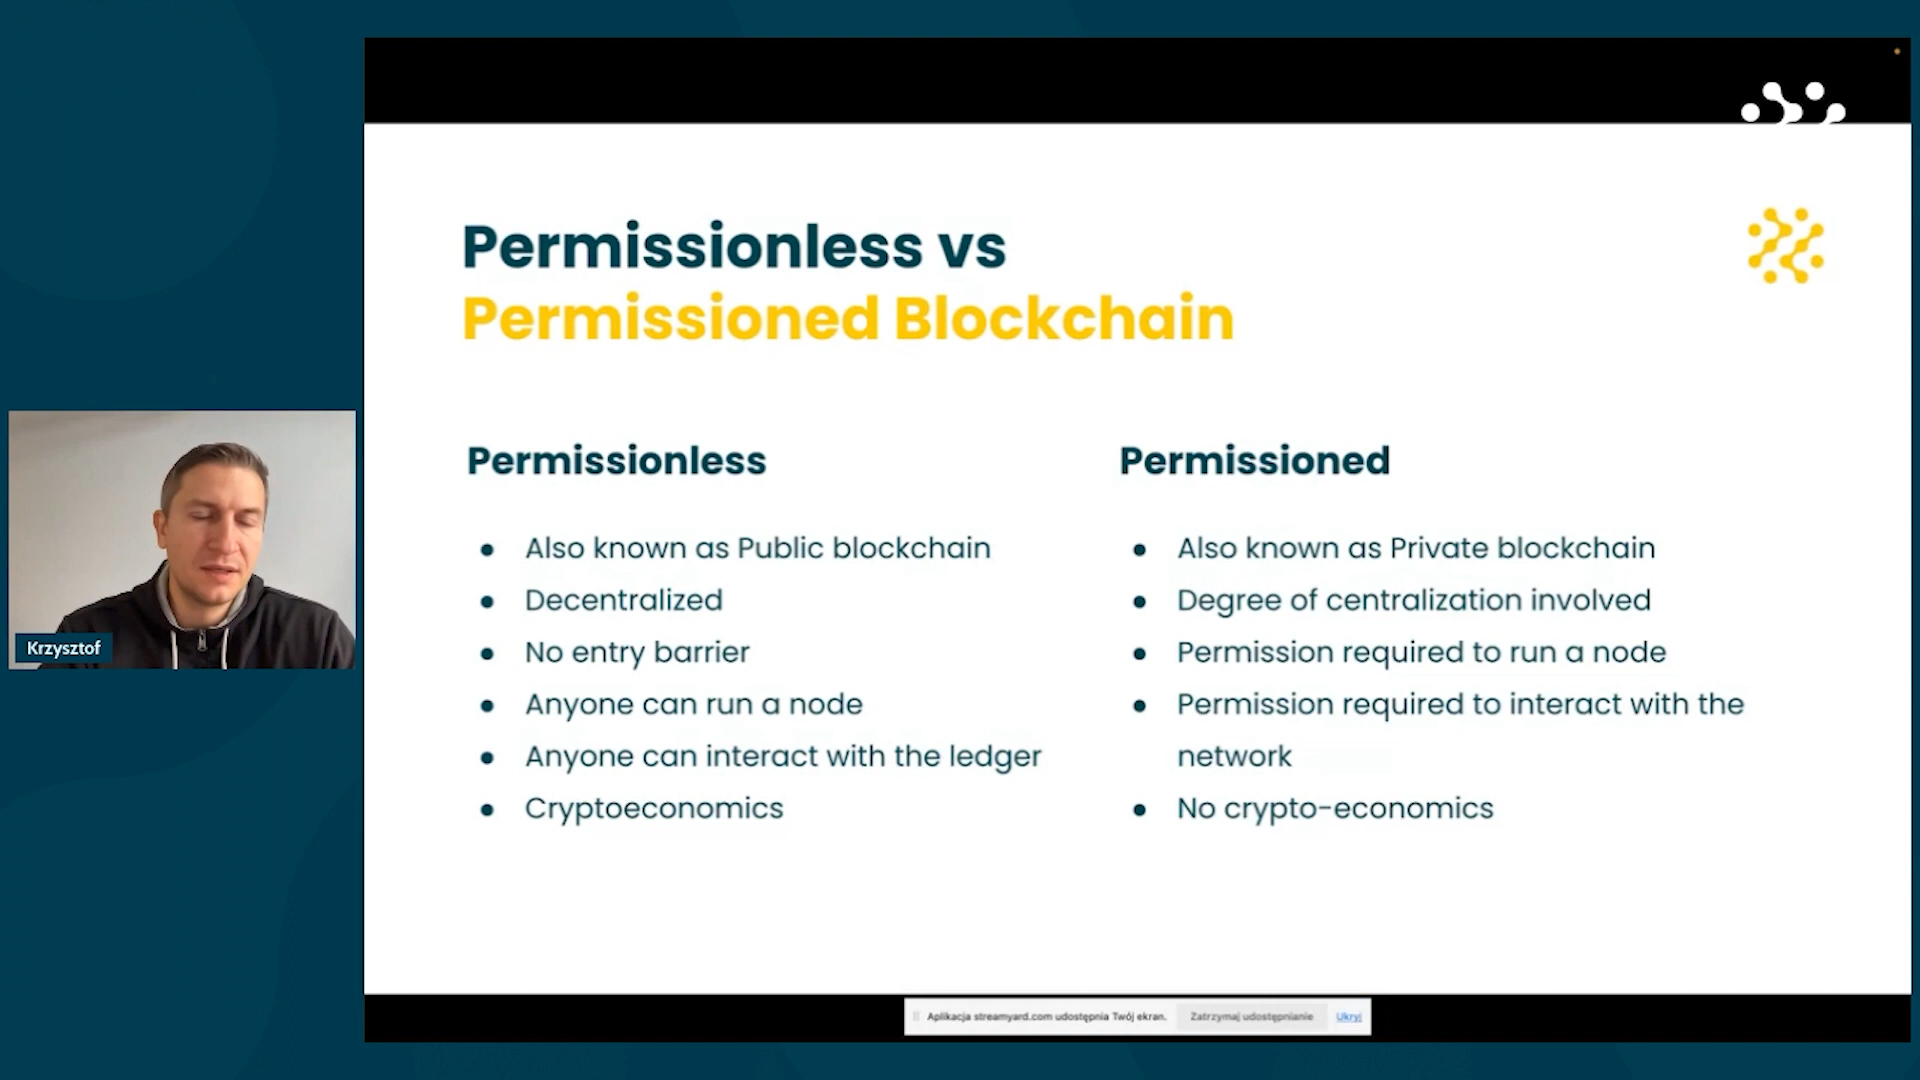 Permissionless vs
Permissioned Blockchain
Permissionless
• Also known as Public blockchain
• Decentralized
• No entry barrier
• Anyone can run a node
• Anyone can interact with the ledger
• Cryptoeconomics
Permissioned
• Also known as Private blockchain
• Degree of centralization involved
• Permission required to run a node
• Permission required to interact with the
network
• No crypto-economics
Krzysztof
Aplikacja streamyard.com udostępnia Twój ekran. Zatrzymaj udostępnianie Ukryj